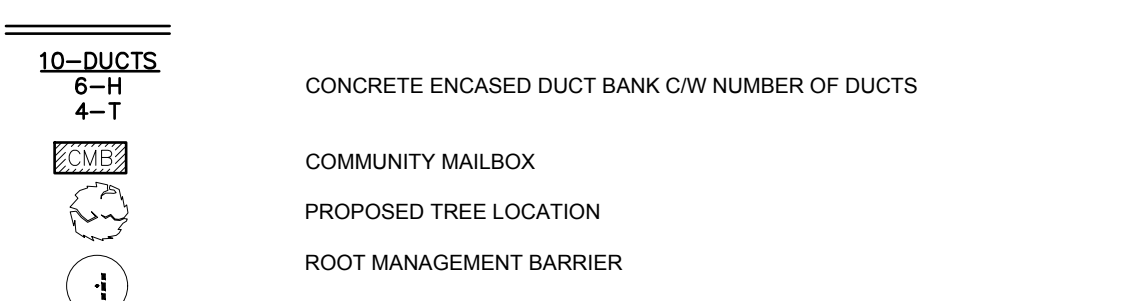 10-DUCTS
6-H
4-T
CONCRETE ENCASED DUCT BANK C/W NUMBER OF DUCTS
CMB
COMMUNITY MAILBOX
PROPOSED TREE LOCATION
ROOT MANAGEMENT BARRIER